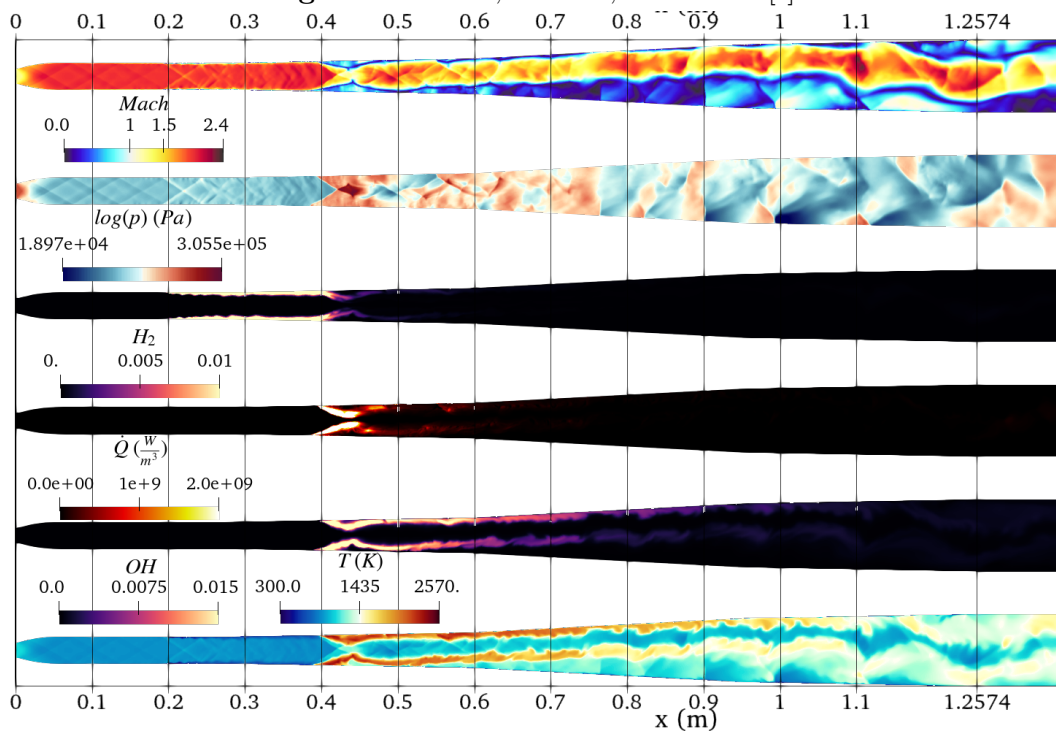 0 0.1 0.2 0.3 0.4 0.5 0.6 0.7 0.8 0.9 1 1.1 1.2574
Mach
0.0 1 1.5 2.4
log(p) (Pa)
1.897e+04 3.055e+05
H₂
0. 0.005 0.01
Q̇ (W/m³)
0.0e+00 1e+9 2.0e+09
OH
0.0 0.0075 0.015
T (K)
300.0 1435 2570.
0 0.1 0.2 0.3 0.4 0.5 0.6 0.7 0.8 0.9 1 1.1 1.2574
x (m)